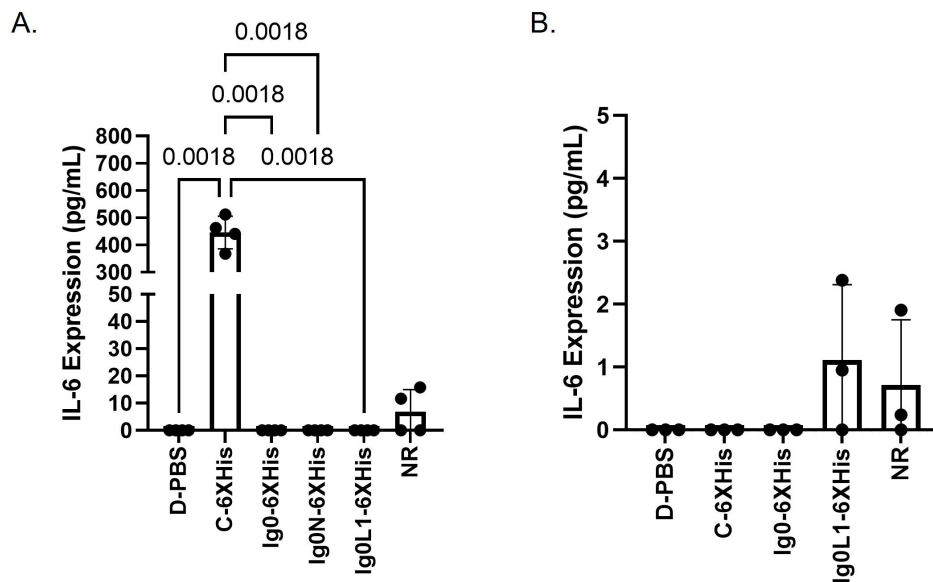 A.
0.0018
0.0018
0.0018
0.0018
IL-6 Expression (pg/mL)
800
700
600
500
400
300
50
40
30
20
10
0
D-PBS
C-6XHis
Ig0-6XHis
Ig0N-6XHis
Ig0L1-6XHis
NR
B.
IL-6 Expression (pg/mL)
5
4
3
2
1
0
D-PBS
C-6XHis
Ig0-6XHis
Ig0L1-6XHis
NR